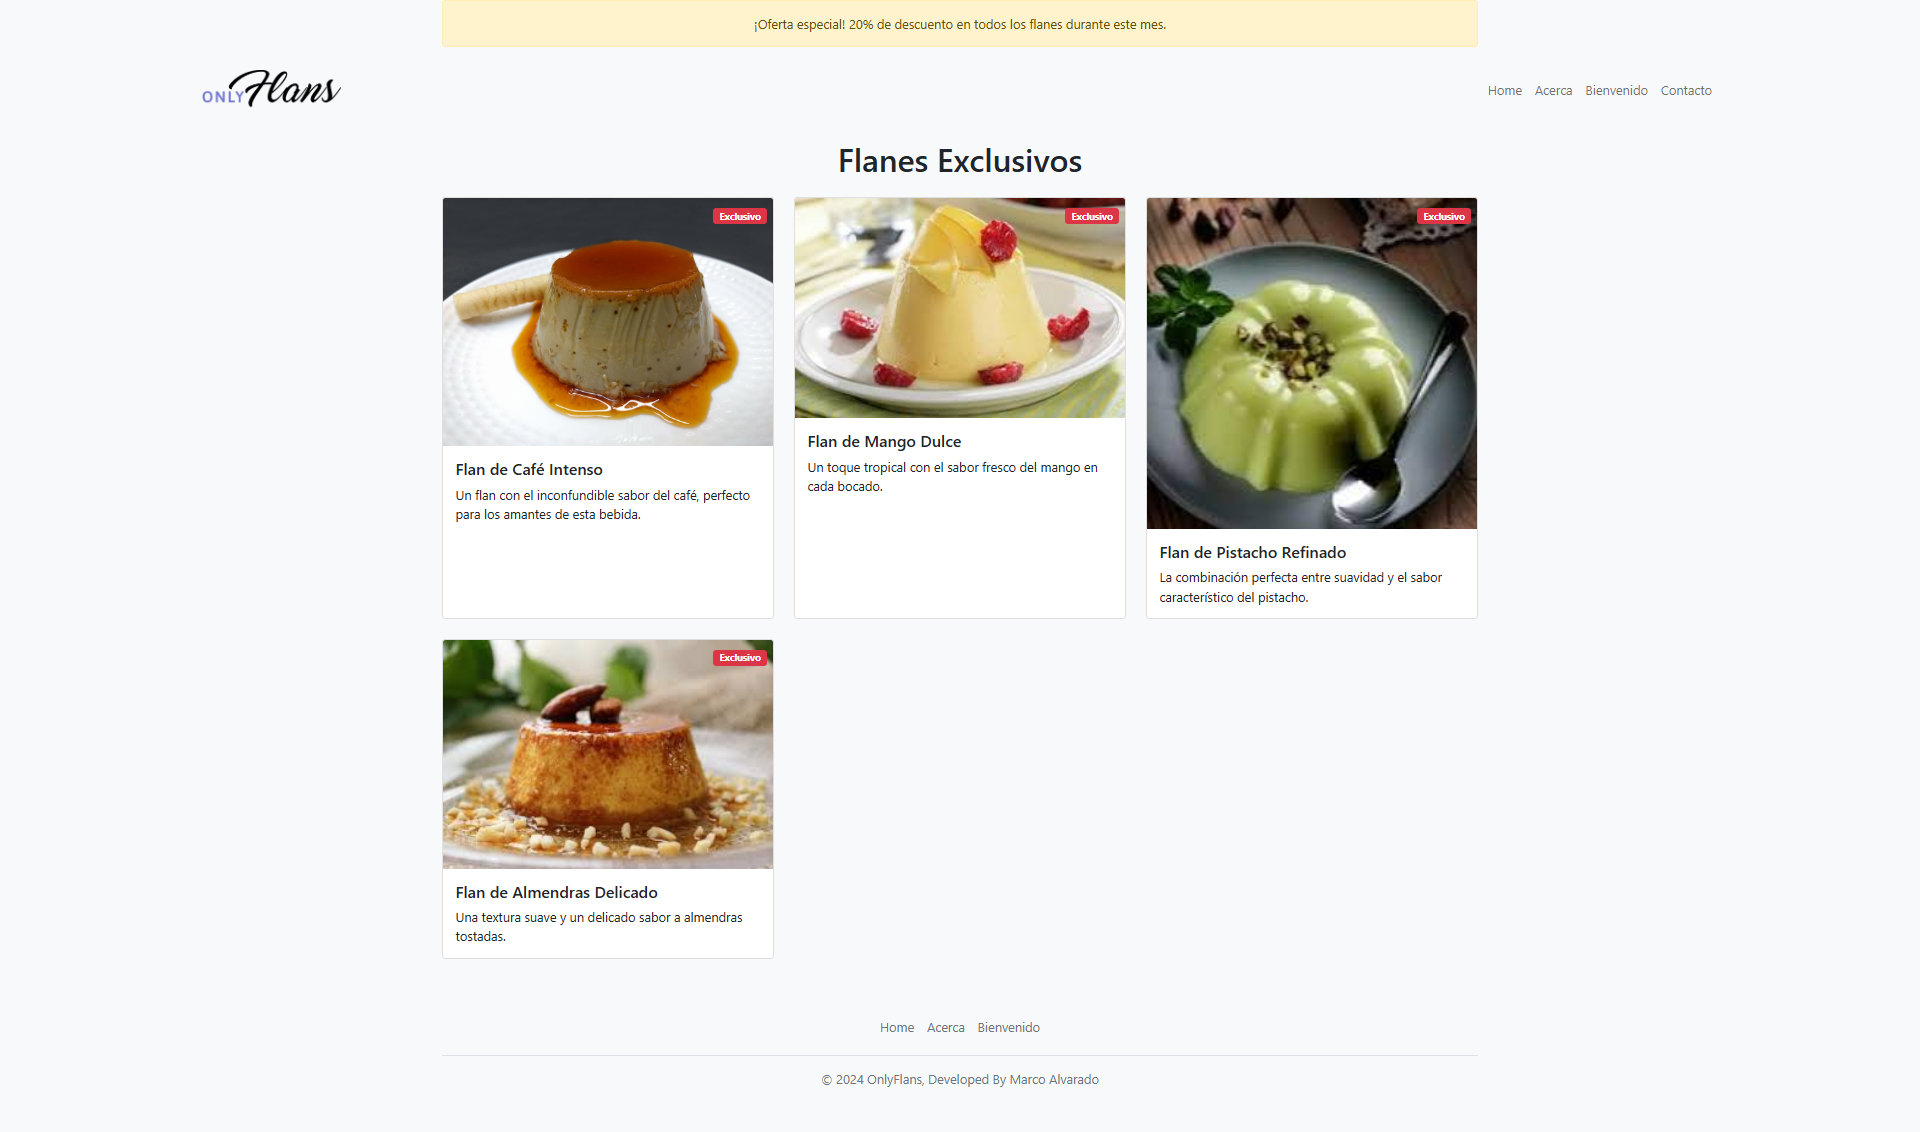 ¡Oferta especial! 20% de descuento en todos los flanes durante este mes.
ONLYFlans
Home Acerca Bienvenido Contacto
Flanes Exclusivos
Exclusivo
Flan de Café Intenso
Un flan con el inconfundible sabor del café, perfecto
para los amantes de esta bebida.
Exclusivo
Flan de Mango Dulce
Un toque tropical con el sabor fresco del mango en
cada bocado.
Exclusivo
Flan de Pistacho Refinado
La combinación perfecta entre suavidad y el sabor
característico del pistacho.
Exclusivo
Flan de Almendras Delicado
Una textura suave y un delicado sabor a almendras
tostadas.
Home Acerca Bienvenido
© 2024 OnlyFlans, Developed By Marco Alvarado